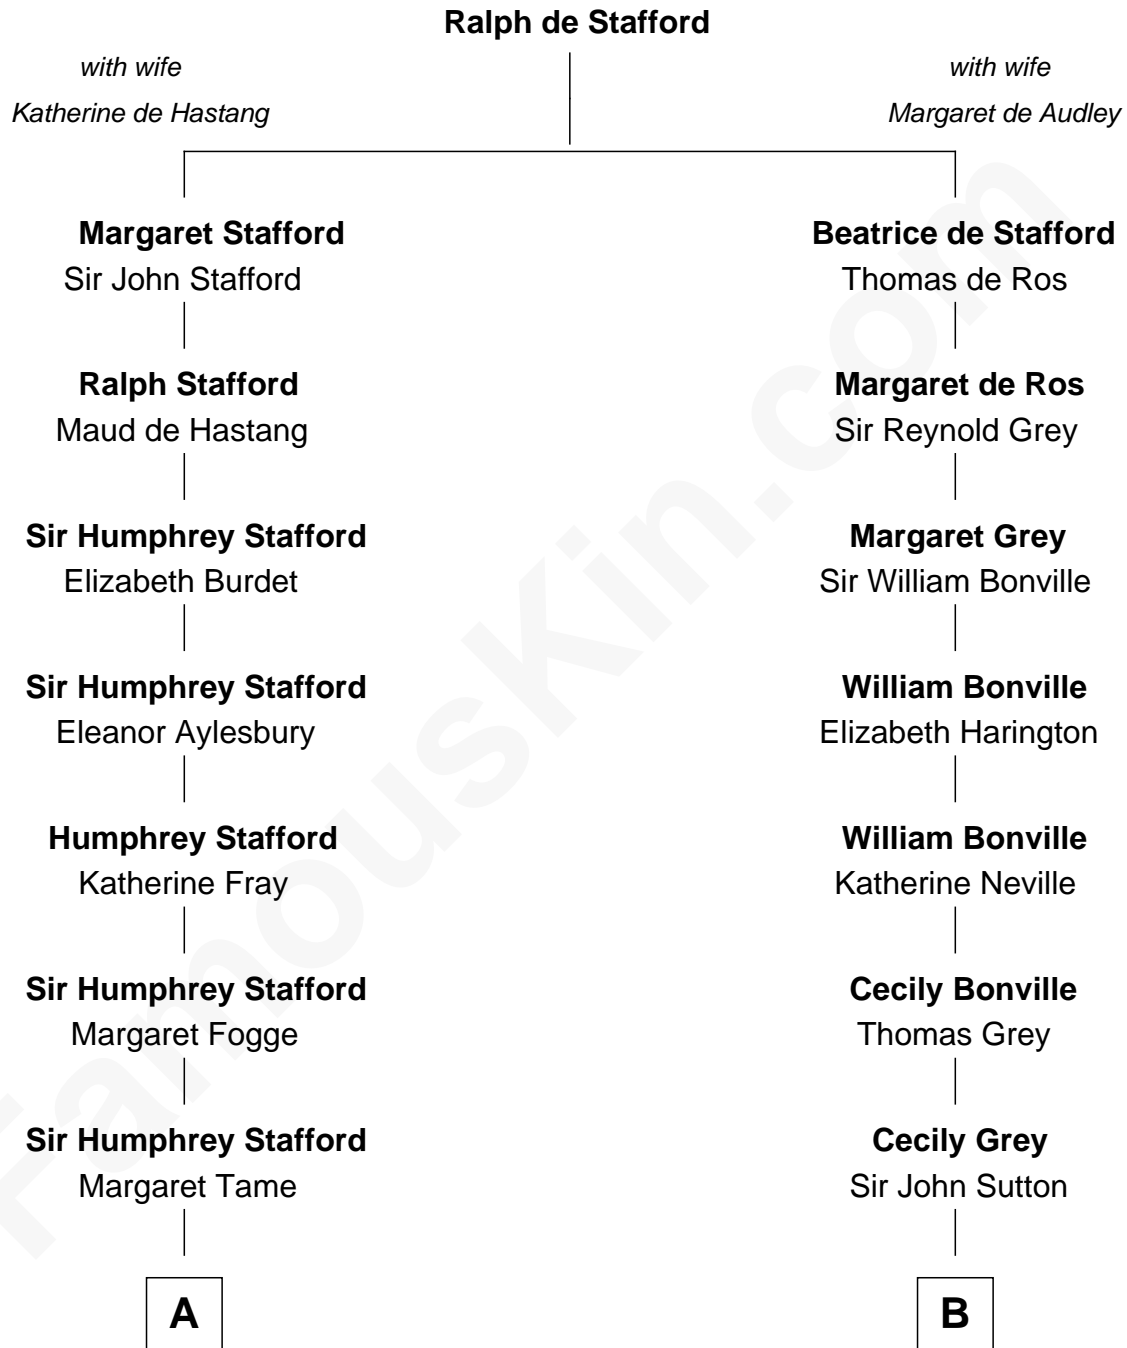 Ralph de Stafford
with wife
Katherine de Hastang
with wife
Margaret de Audley
Margaret Stafford
Sir John Stafford
Beatrice de Stafford
Thomas de Ros
Ralph Stafford
Maud de Hastang
Margaret de Ros
Sir Reynold Grey
Sir Humphrey Stafford
Elizabeth Burdet
Margaret Grey
Sir William Bonville
Sir Humphrey Stafford
Eleanor Aylesbury
William Bonville
Elizabeth Harington
Humphrey Stafford
Katherine Fray
William Bonville
Katherine Neville
Sir Humphrey Stafford
Margaret Fogge
Cecily Bonville
Thomas Grey
Sir Humphrey Stafford
Margaret Tame
Cecily Grey
Sir John Sutton
A
B
FamousKin.com